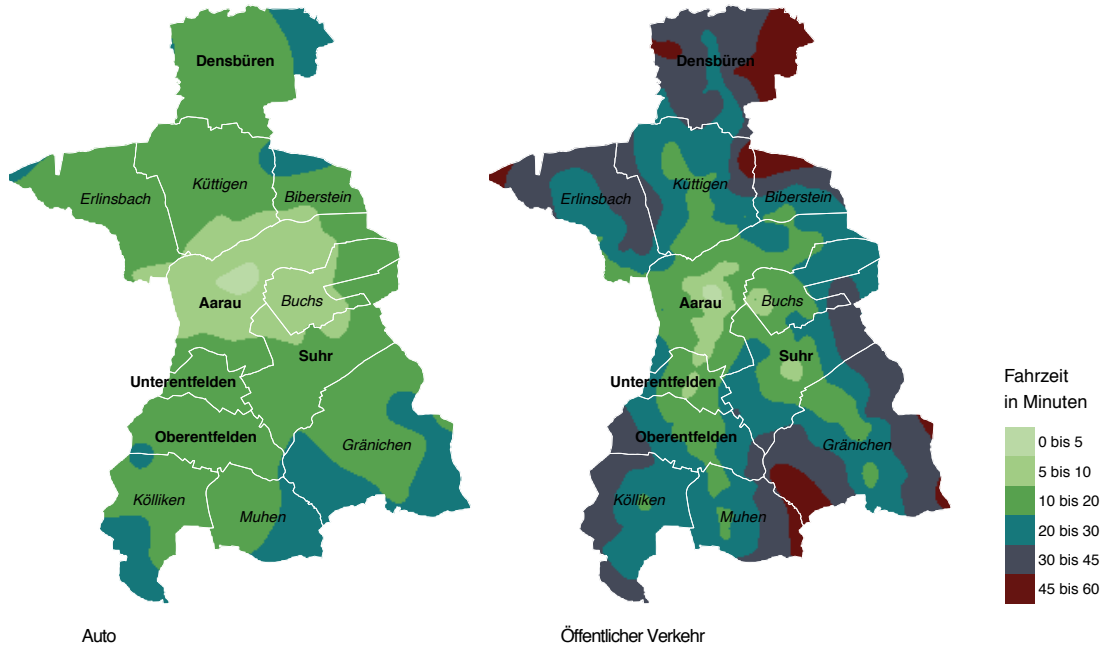 Densbüren
Erlinsbach
Küttigen
Biberstein
Aarau
Buchs
Suhr
Unterentfelden
Oberentfelden
Gränichen
Kölliken
Muhen
Auto
Densbüren
Erlinsbach
Küttigen
Biberstein
Aarau
Buchs
Suhr
Unterentfelden
Oberentfelden
Gränichen
Kölliken
Muhen
Öffentlicher Verkehr
Fahrzeit
in Minuten
0 bis 5
5 bis 10
10 bis 20
20 bis 30
30 bis 45
45 bis 60